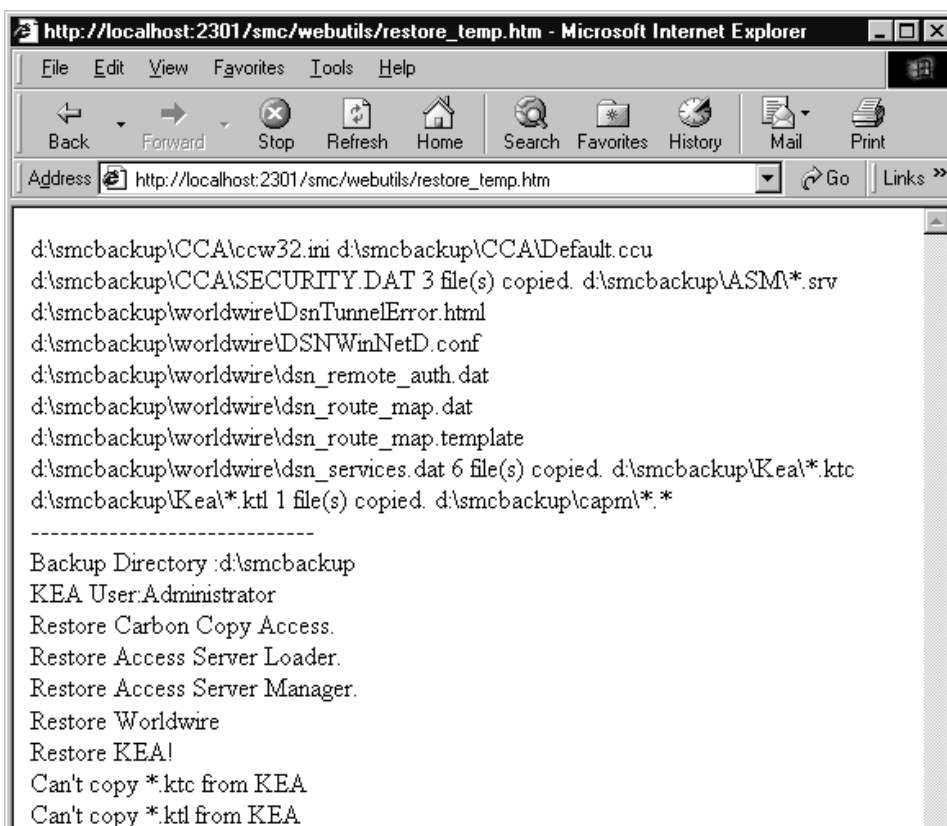 http://localhost:2301/smc/webutils/restore_temp.htm - Microsoft Internet Explorer
File Edit View Favorites Tools Help
Back Forward Stop Refresh Home Search Favorites History Mail Print
Address http://localhost:2301/smc/webutils/restore_temp.htm Go Links »
d:\smcbackup\CCA\ccw32.ini d:\smcbackup\CCA\Default.ccu
d:\smcbackup\CCA\SECURITY.DAT 3 file(s) copied. d:\smcbackup\ASM\*.srv
d:\smcbackup\worldwire\DsnTunnelError.html
d:\smcbackup\worldwire\DSNWinNetD.conf
d:\smcbackup\worldwire\dsn_remote_auth.dat
d:\smcbackup\worldwire\dsn_route_map.dat
d:\smcbackup\worldwire\dsn_route_map.template
d:\smcbackup\worldwire\dsn_services.dat 6 file(s) copied. d:\smcbackup\Kea\*.ktc
d:\smcbackup\Kea\*.ktl 1 file(s) copied. d:\smcbackup\capm\*.*
-----------------------------
Backup Directory :d:\smcbackup
KEA User:Administrator
Restore Carbon Copy Access.
Restore Access Server Loader.
Restore Access Server Manager.
Restore Worldwire
Restore KEA!
Can't copy *.ktc from KEA
Can't copy *.ktl from KEA